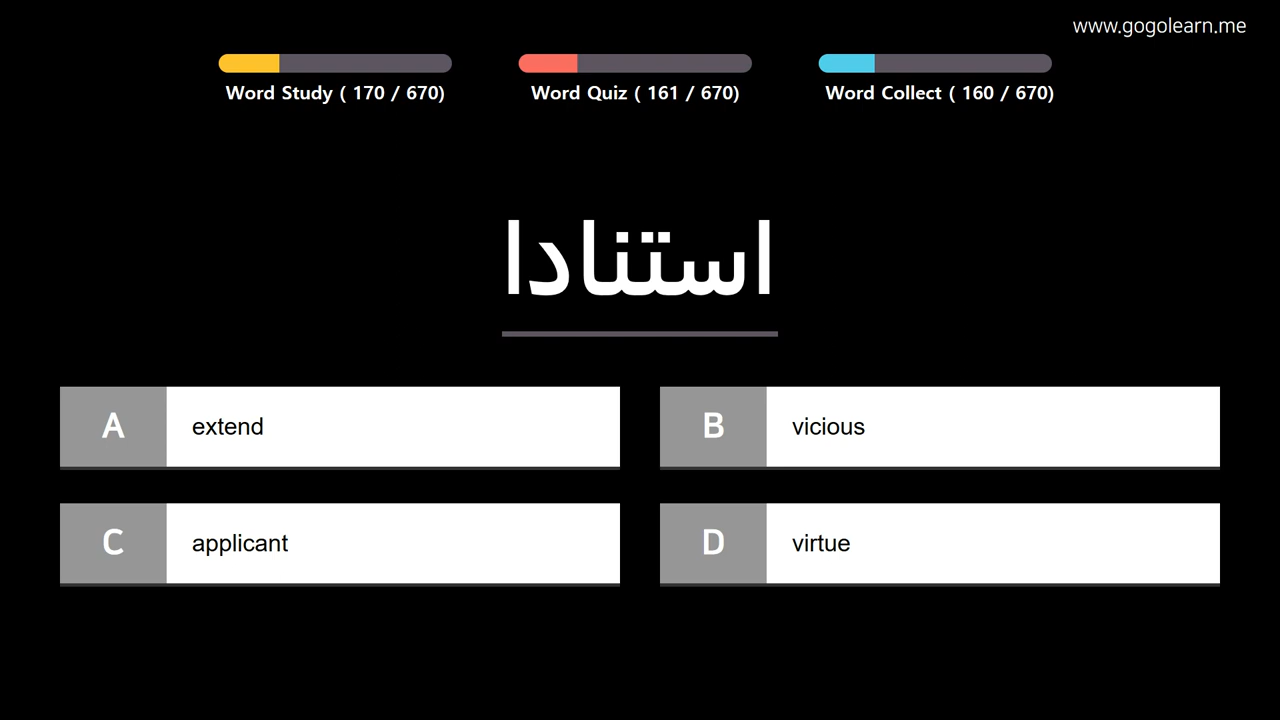 www.gogolearn.me
Word Study ( 170 / 670)
Word Quiz ( 161 / 670)
Word Collect ( 160 / 670)
استنادا
A extend
B vicious
C applicant
D virtue